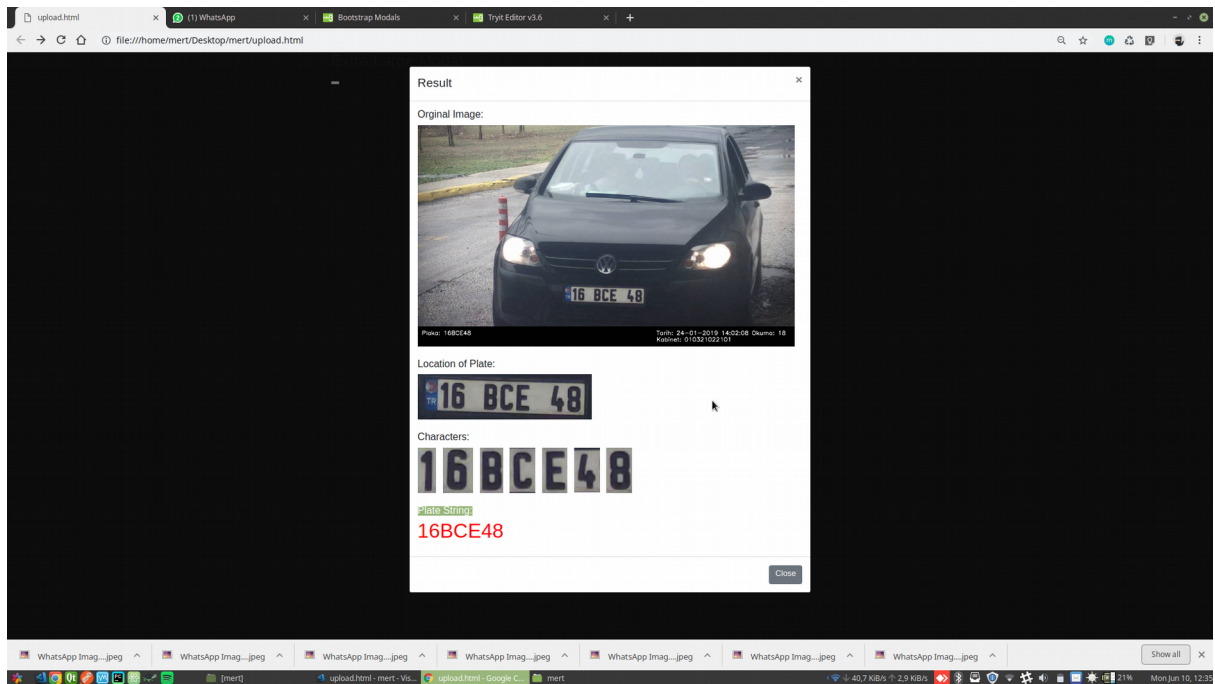 upload.html
(1) WhatsApp
Bootstrap Modals
Tryit Editor v3.6
file:///home/mert/Desktop/mert/upload.html
Result
Orginal Image:
16 BCE 48
Plaka: 16BCE48
Tarih: 24-01-2019 14:02:08 Okuma: 18
Kabinet: 010321022101
Location of Plate:
TR 16 BCE 48
Characters:
1 6 B C E 4 8
Plate String:
16BCE48
Close
WhatsApp Imag....jpeg
WhatsApp Imag....jpeg
WhatsApp Imag....jpeg
WhatsApp Imag....jpeg
WhatsApp Imag....jpeg
WhatsApp Imag....jpeg
WhatsApp Imag....jpeg
Show all
[mert]
upload.html - mert - Vis...
upload.html - Google C...
mert
↓ 40,7 KiB/s ↑ 2,9 KiB/s
21%
Mon Jun 10, 12:35